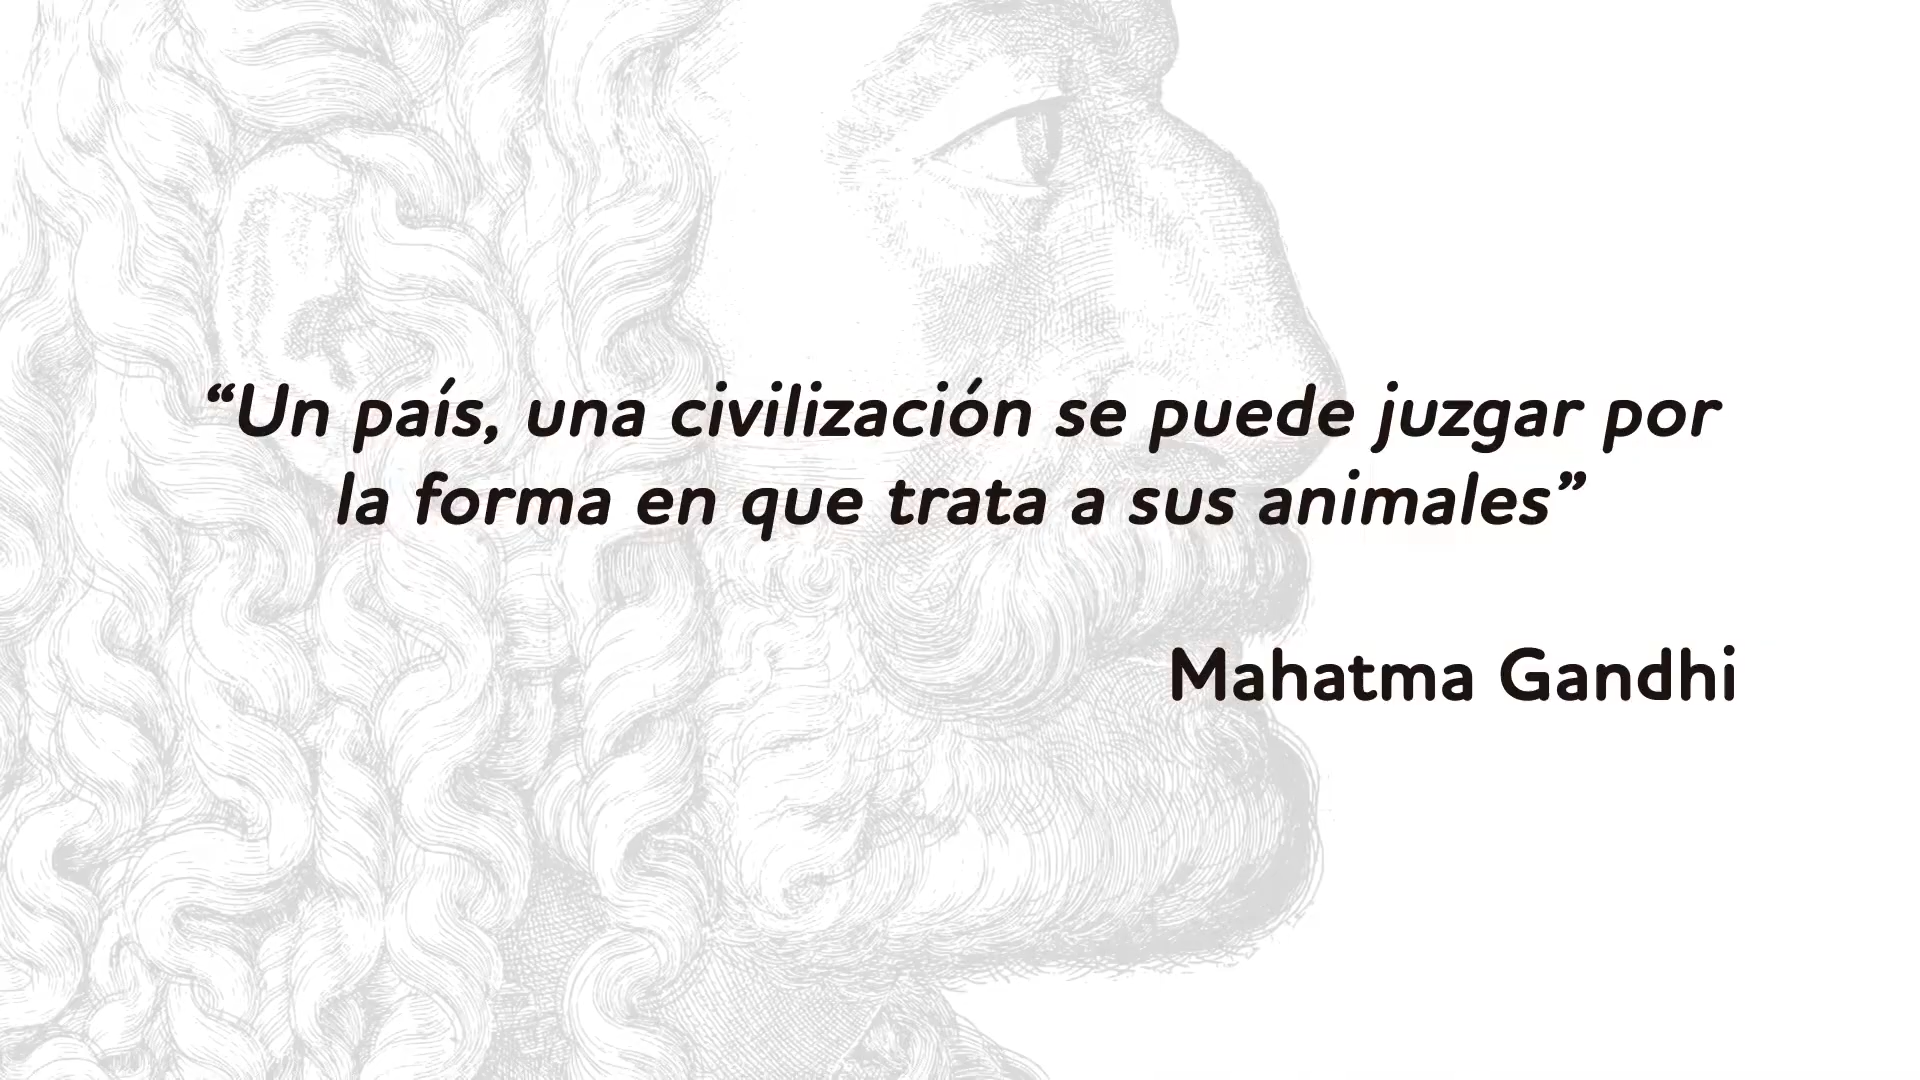 “Un país, una civilización se puede juzgar por
la forma en que trata a sus animales”
Mahatma Gandhi